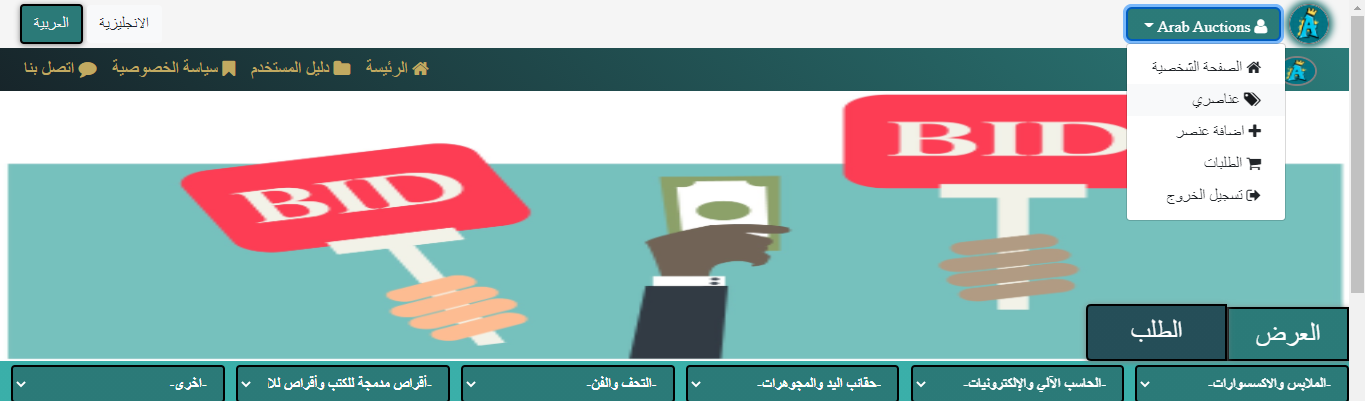 Arab Auctions
الانجليزية
العربية
الرئيسة
دليل المستخدم
سياسة الخصوصية
اتصل بنا
الصفحة الشخصية
عناصري
اضافة عنصر
الطلبات
تسجيل الخروج
BID
BID
العرض
الطلب
-الملابس والاكسسوارات-
-الحاسب الآلي والإلكترونيات-
-حقائب اليد والمجوهرات-
-التحف والفن-
-أقراص مدمجة للكتب وأقراص للا
-اخرى-